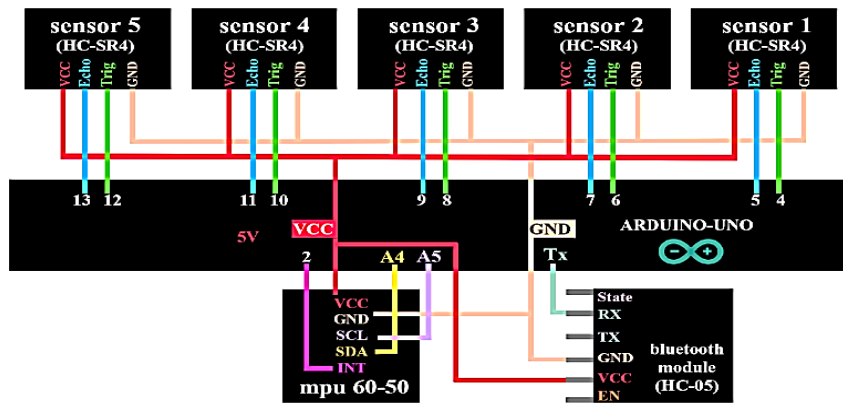 sensor 5
(HC-SR4)
VCC Echo Trig GND
sensor 4
(HC-SR4)
VCC Echo Trig GND
sensor 3
(HC-SR4)
VCC Echo Trig GND
sensor 2
(HC-SR4)
VCC Echo Trig GND
sensor 1
(HC-SR4)
VCC Echo Trig GND
13 12 11 10 9 8 7 6 5 4
5V VCC GND ARDUINO-UNO
2 A4 A5 Tx
VCC
GND
SCL
SDA
INT
mpu 60-50
State
RX
TX
GND
VCC
EN
bluetooth
module
(HC-05)